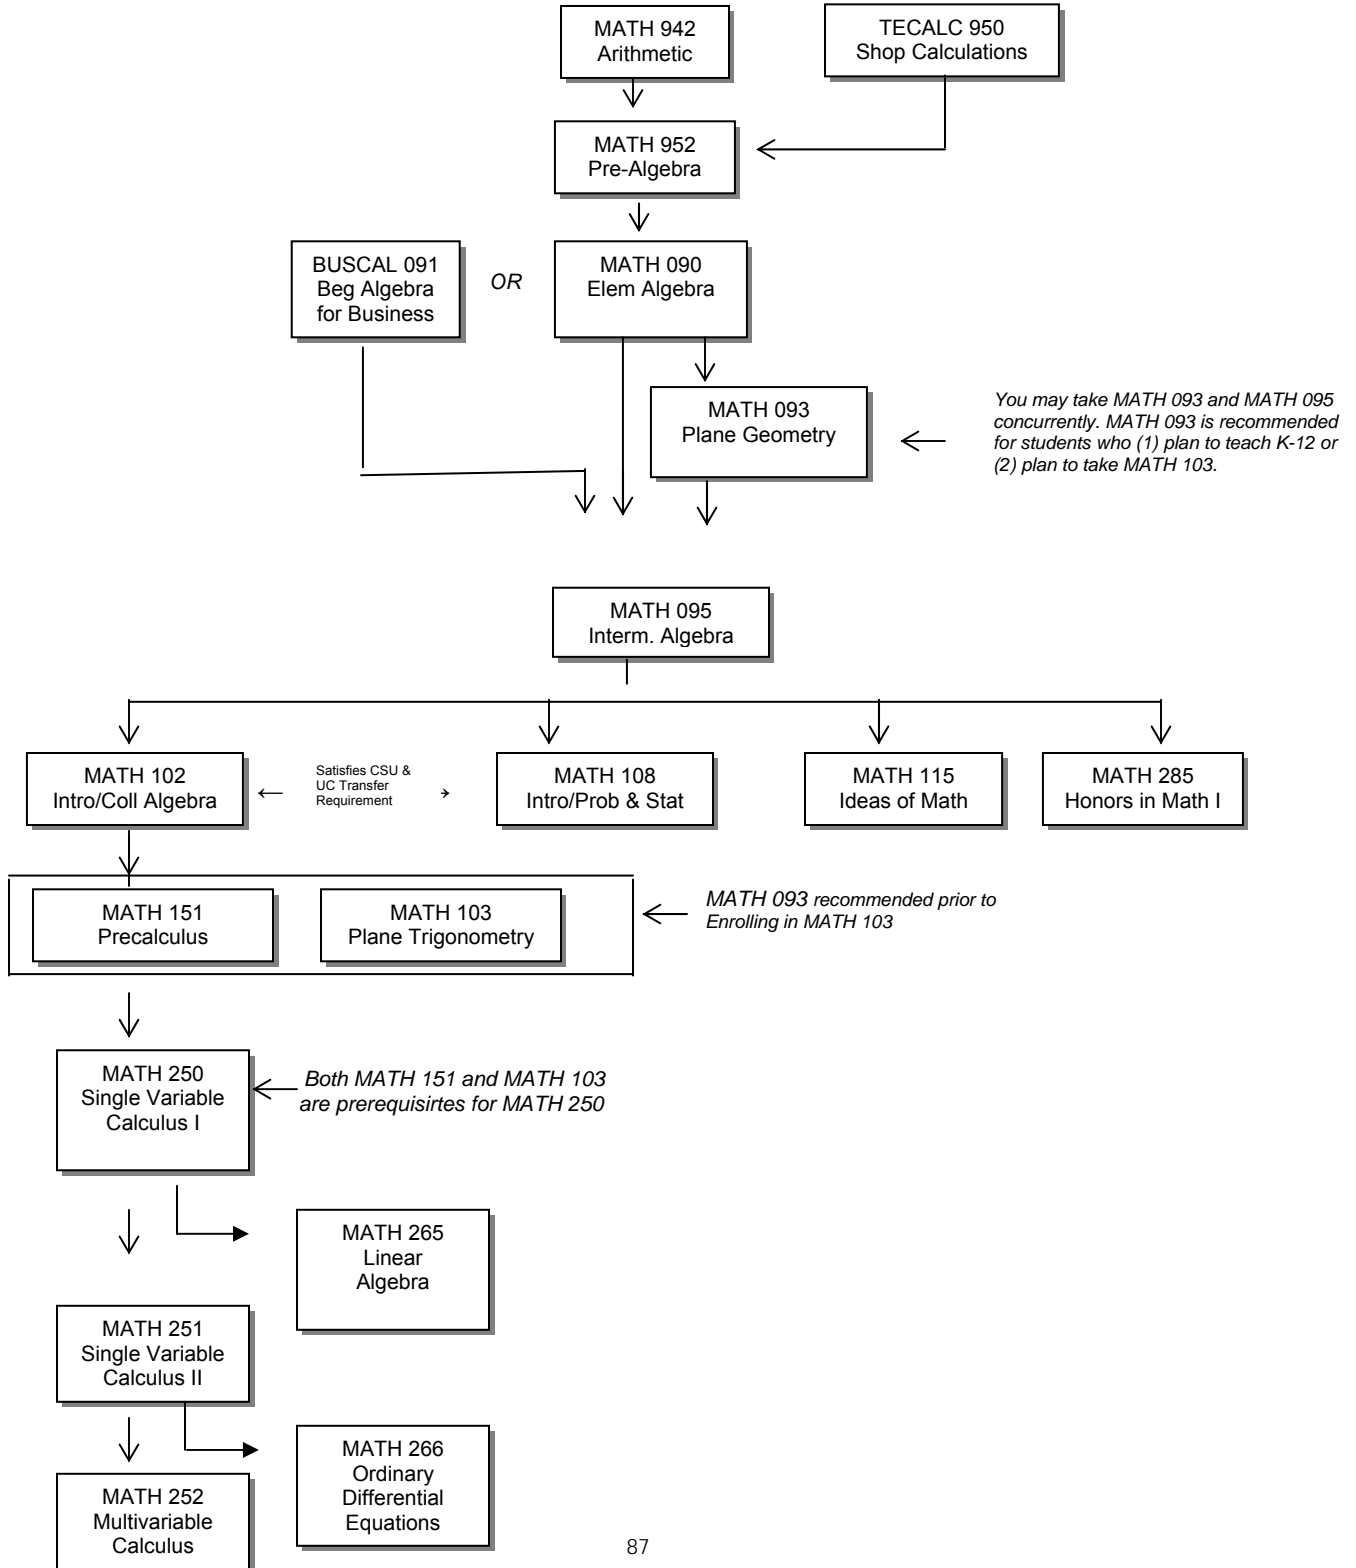 MATH 942
Arithmetic
TECALC 950
Shop Calculations
MATH 952
Pre-Algebra
BUSCAL 091
Beg Algebra
for Business
OR
MATH 090
Elem Algebra
MATH 093
Plane Geometry
You may take MATH 093 and MATH 095
concurrently. MATH 093 is recommended
for students who (1) plan to teach K-12 or
(2) plan to take MATH 103.
MATH 095
Interm. Algebra
MATH 102
Intro/Coll Algebra
Satisfies CSU &
UC Transfer
Requirement
MATH 108
Intro/Prob & Stat
MATH 115
Ideas of Math
MATH 285
Honors in Math I
MATH 151
Precalculus
MATH 103
Plane Trigonometry
MATH 093 recommended prior to
Enrolling in MATH 103
MATH 250
Single Variable
Calculus I
Both MATH 151 and MATH 103
are prerequisirtes for MATH 250
MATH 265
Linear
Algebra
MATH 251
Single Variable
Calculus II
MATH 266
Ordinary
Differential
Equations
MATH 252
Multivariable
Calculus
87